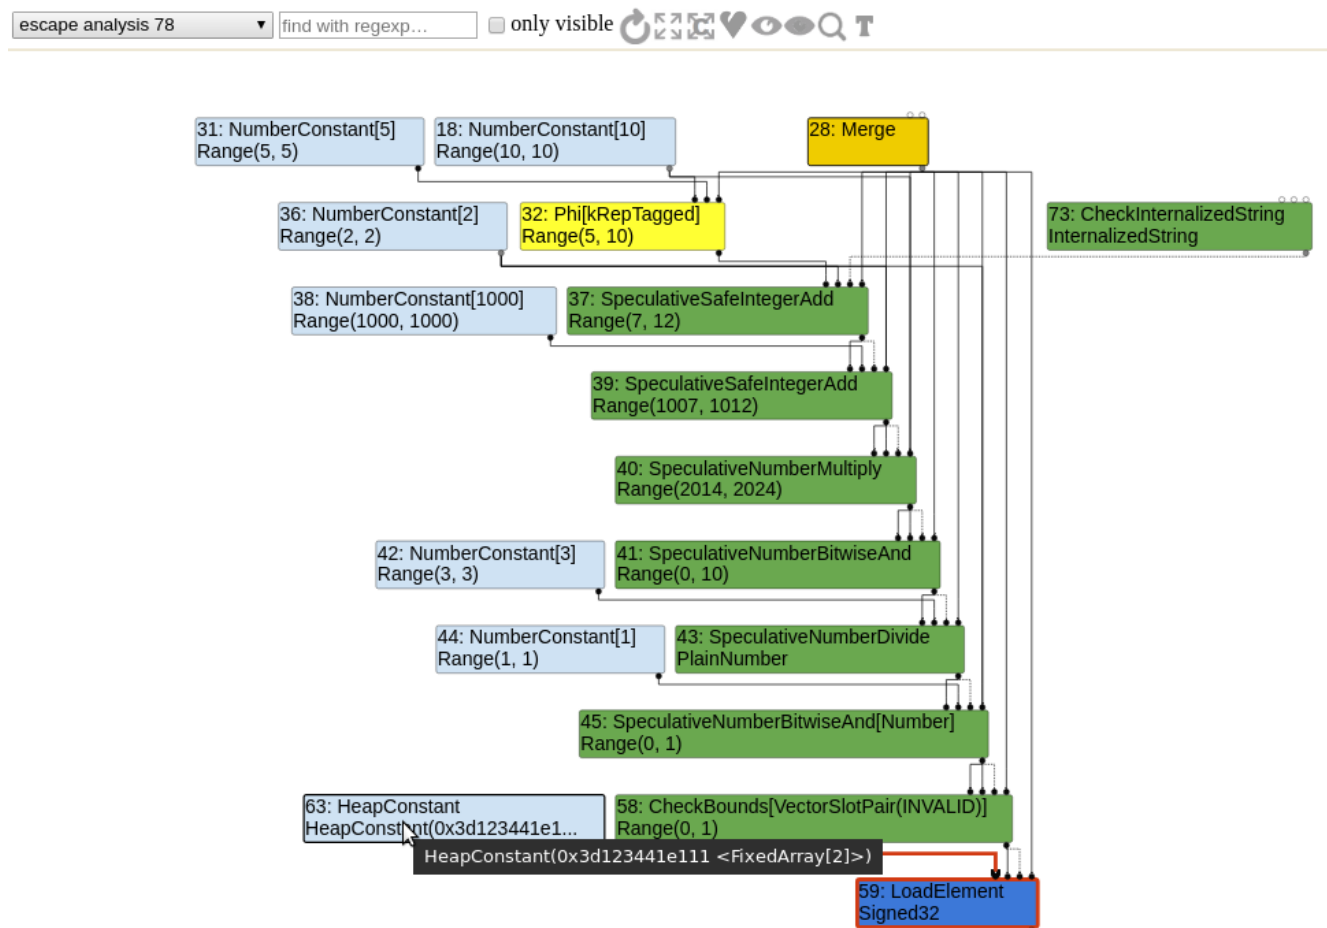 escape analysis 78
find with regexp…
only visible
T
31: NumberConstant[5]
Range(5, 5)
18: NumberConstant[10]
Range(10, 10)
28: Merge
36: NumberConstant[2]
Range(2, 2)
32: Phi[kRepTagged]
Range(5, 10)
73: CheckInternalizedString
InternalizedString
38: NumberConstant[1000]
Range(1000, 1000)
37: SpeculativeSafeIntegerAdd
Range(7, 12)
39: SpeculativeSafeIntegerAdd
Range(1007, 1012)
40: SpeculativeNumberMultiply
Range(2014, 2024)
42: NumberConstant[3]
Range(3, 3)
41: SpeculativeNumberBitwiseAnd
Range(0, 10)
44: NumberConstant[1]
Range(1, 1)
43: SpeculativeNumberDivide
PlainNumber
45: SpeculativeNumberBitwiseAnd[Number]
Range(0, 1)
63: HeapConstant
HeapConstant(0x3d123441e1...
58: CheckBounds[VectorSlotPair(INVALID)]
Range(0, 1)
HeapConstant(0x3d123441e111 <FixedArray[2]>)
59: LoadElement
Signed32